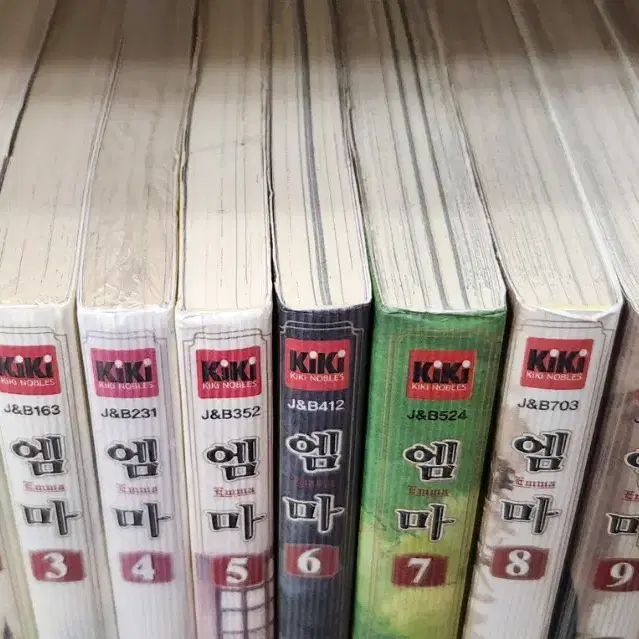 KiKi
KIKI NOBLES
J&B163
엠
Emma
마
3
KiKi
KIKI NOBLES
J&B231
엠
Emma
마
4
KiKi
KIKI NOBLES
J&B352
엠
Emma
마
5
KiKi
KIKI NOBLES
J&B412
엠
Emma
마
6
KiKi
KIKI NOBLES
J&B524
엠
Emma
마
7
KiKi
KIKI NOBLES
J&B703
엠
Emma
마
8
엠
마
9